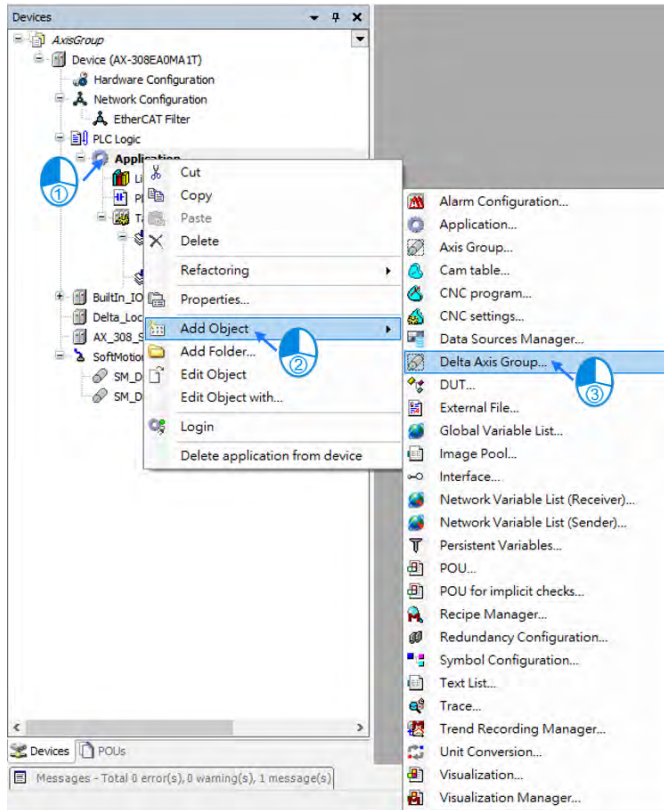 Devices
AxisGroup
Device (AX-308EA0MA1T)
Hardware Configuration
Network Configuration
EtherCAT Filter
PLC Logic
Application
BuiltIn_IO
Delta_Loc
AX_308_S
SoftMotion
SM_D
SM_D
①
Cut
Copy
Paste
Delete
Refactoring
Properties...
Add Object
②
Add Folder...
Edit Object
Edit Object with...
Login
Delete application from device
Alarm Configuration...
Application...
Axis Group...
Cam table...
CNC program...
CNC settings...
Data Sources Manager...
Delta Axis Group...
③
DUT...
External File...
Global Variable List...
Image Pool...
Interface...
Network Variable List (Receiver)...
Network Variable List (Sender)...
Persistent Variables...
POU...
POU for implicit checks...
Recipe Manager...
Redundancy Configuration...
Symbol Configuration...
Text List...
Trace...
Trend Recording Manager...
Unit Conversion...
Visualization...
Visualization Manager...
Devices
POUs
Messages - Total 0 error(s), 0 warning(s), 1 message(s)